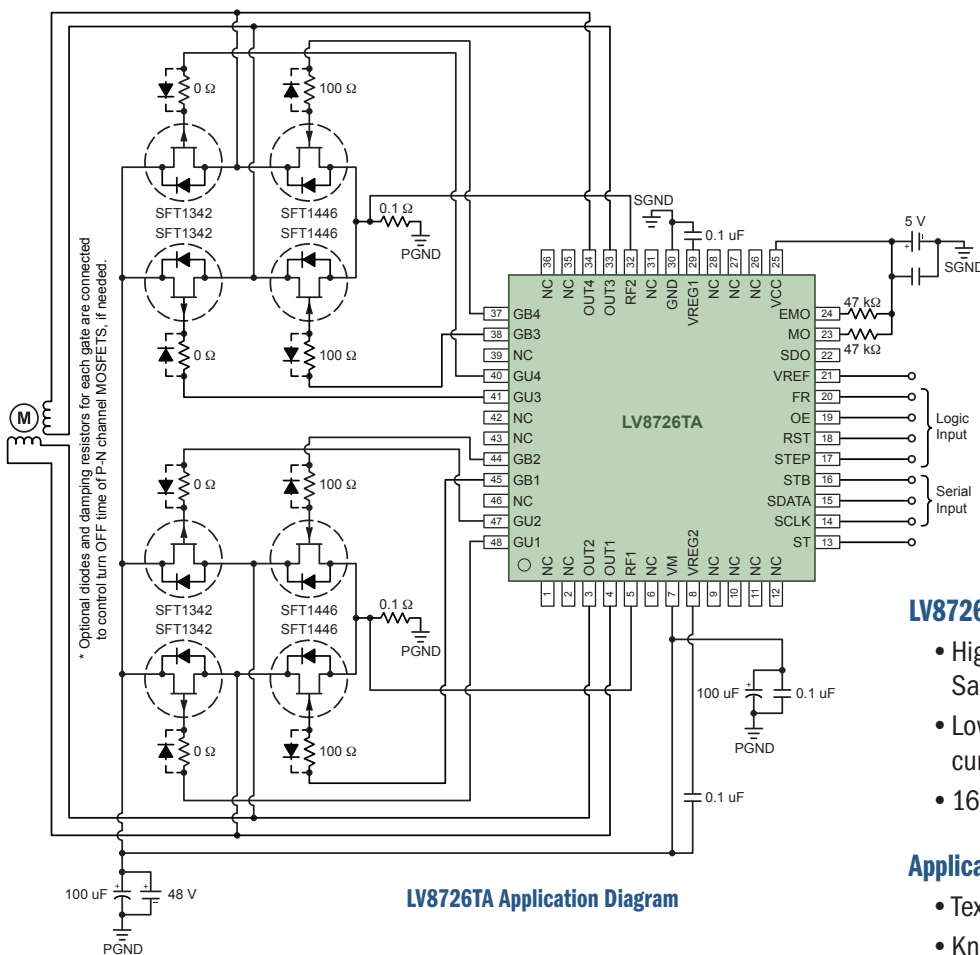 0 Ω
100 Ω
SFT1342
SFT1446
SFT1342
SFT1446
0.1 Ω
PGND
0 Ω
100 Ω
* Optional diodes and damping resistors for each gate are connected
to control turn OFF time of P-N channel MOSFETS, if needed.
M
0 Ω
100 Ω
SFT1342
SFT1446
SFT1342
SFT1446
0.1 Ω
PGND
0 Ω
100 Ω
100 uF
+
+
48 V
PGND
SGND
0.1 uF
5 V
+
SGND
36 NC
35 NC
34 OUT4
33 OUT3
32 RF2
31 NC
30 GND
29 VREG1
28 NC
27 NC
26 NC
25 VCC
37 GB4
38 GB3
39 NC
40 GU4
41 GU3
42 NC
43 NC
44 GB2
45 GB1
46 NC
47 GU2
48 GU1
LV8726TA
EMO 24
47 kΩ
MO 23
47 kΩ
SDO 22
VREF 21
FR 20
OE 19
RST 18
STEP 17
Logic
Input
STB 16
SDATA 15
SCLK 14
Serial
Input
ST 13
1 NC
2 NC
3 OUT2
4 OUT1
5 RF1
6 NC
7 VM
8 VREG2
9 NC
10 NC
11 NC
12 NC
100 uF
+
0.1 uF
PGND
0.1 uF
LV8726TA Application Diagram
LV8726
• Hig
Sa
• Lov
cur
• 16
Applica
• Tex
• Kn